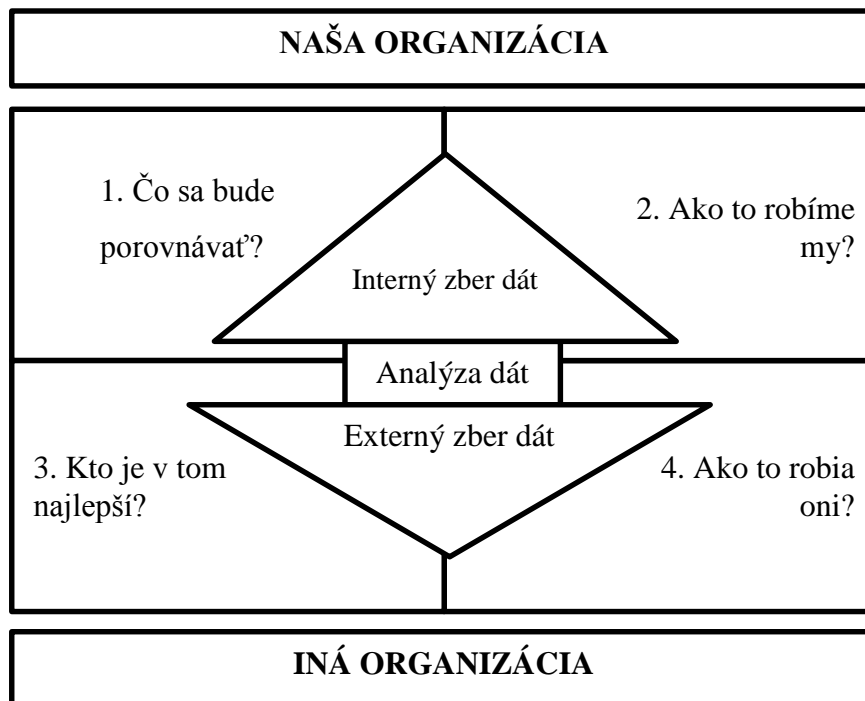 NAŠA ORGANIZÁCIA
1. Čo sa bude
porovnávať?
2. Ako to robíme
my?
Interný zber dát
Analýza dát
Externý zber dát
3. Kto je v tom
najlepší?
4. Ako to robia
oni?
INÁ ORGANIZÁCIA